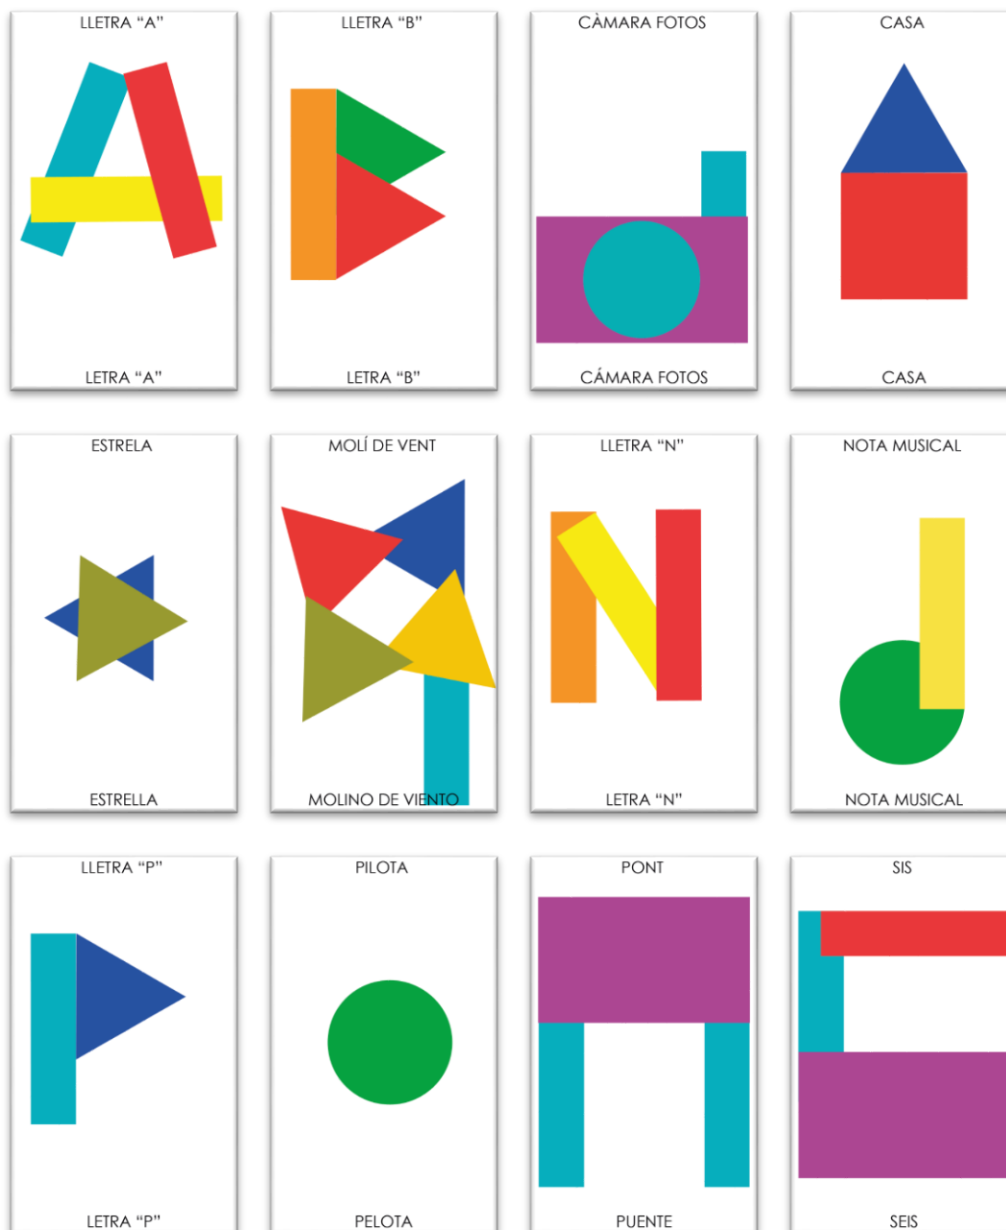 LLETRA “A”
LETRA “A”
LLETRA “B”
LETRA “B”
CÀMARA FOTOS
CÁMARA FOTOS
CASA
CASA
ESTRELA
ESTRELLA
MOLÍ DE VENT
MOLINO DE VIENTO
LLETRA “N”
LETRA “N”
NOTA MUSICAL
NOTA MUSICAL
LLETRA “P”
LETRA “P”
PILOTA
PELOTA
PONT
PUENTE
SIS
SEIS